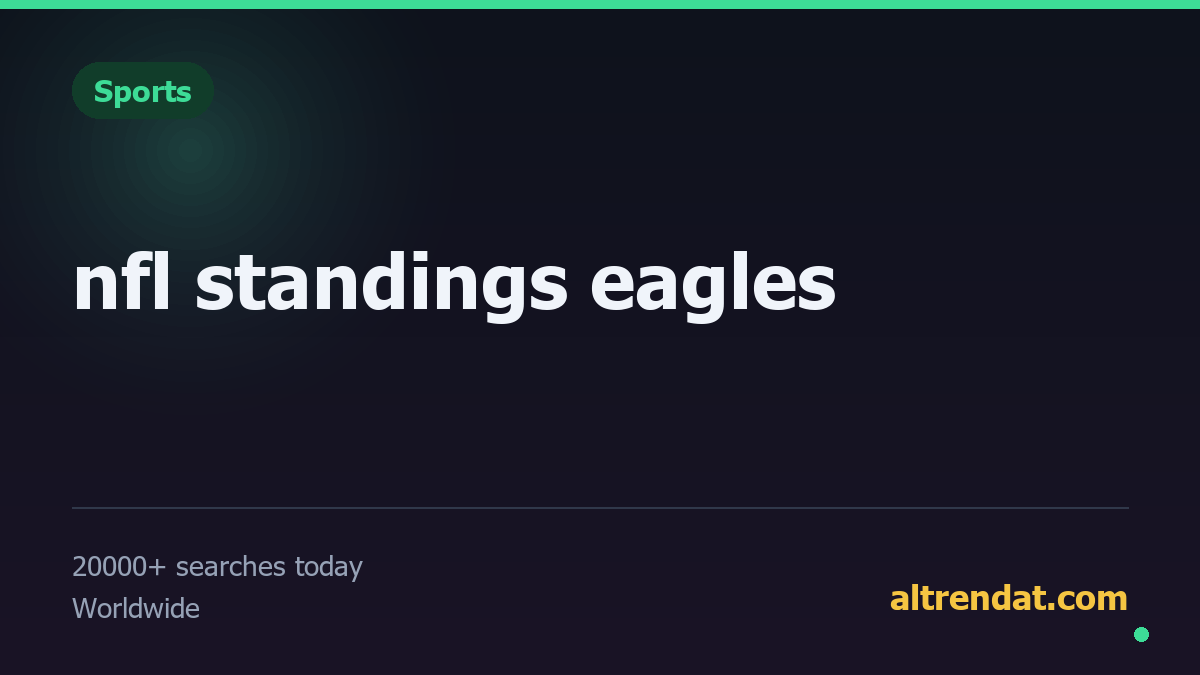 Sports
nfl standings eagles
20000+ searches today
Worldwide
altrendat.com